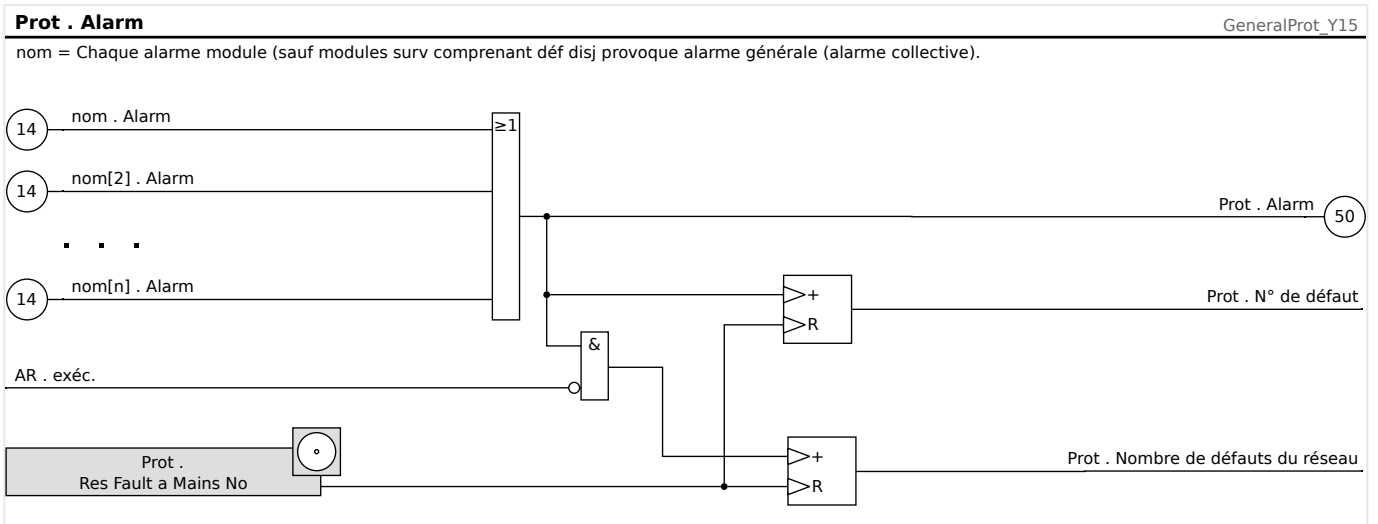 Prot . Alarm
GeneralProt_Y15
nom = Chaque alarme module (sauf modules surv comprenant déf disj provoque alarme générale (alarme collective).
14
nom . Alarm
≥1
14
nom[2] . Alarm
Prot . Alarm
50
. . .
14
nom[n] . Alarm
+
R
Prot . N° de défaut
&
AR . exéc.
Prot .
Res Fault a Mains No
+
R
Prot . Nombre de défauts du réseau